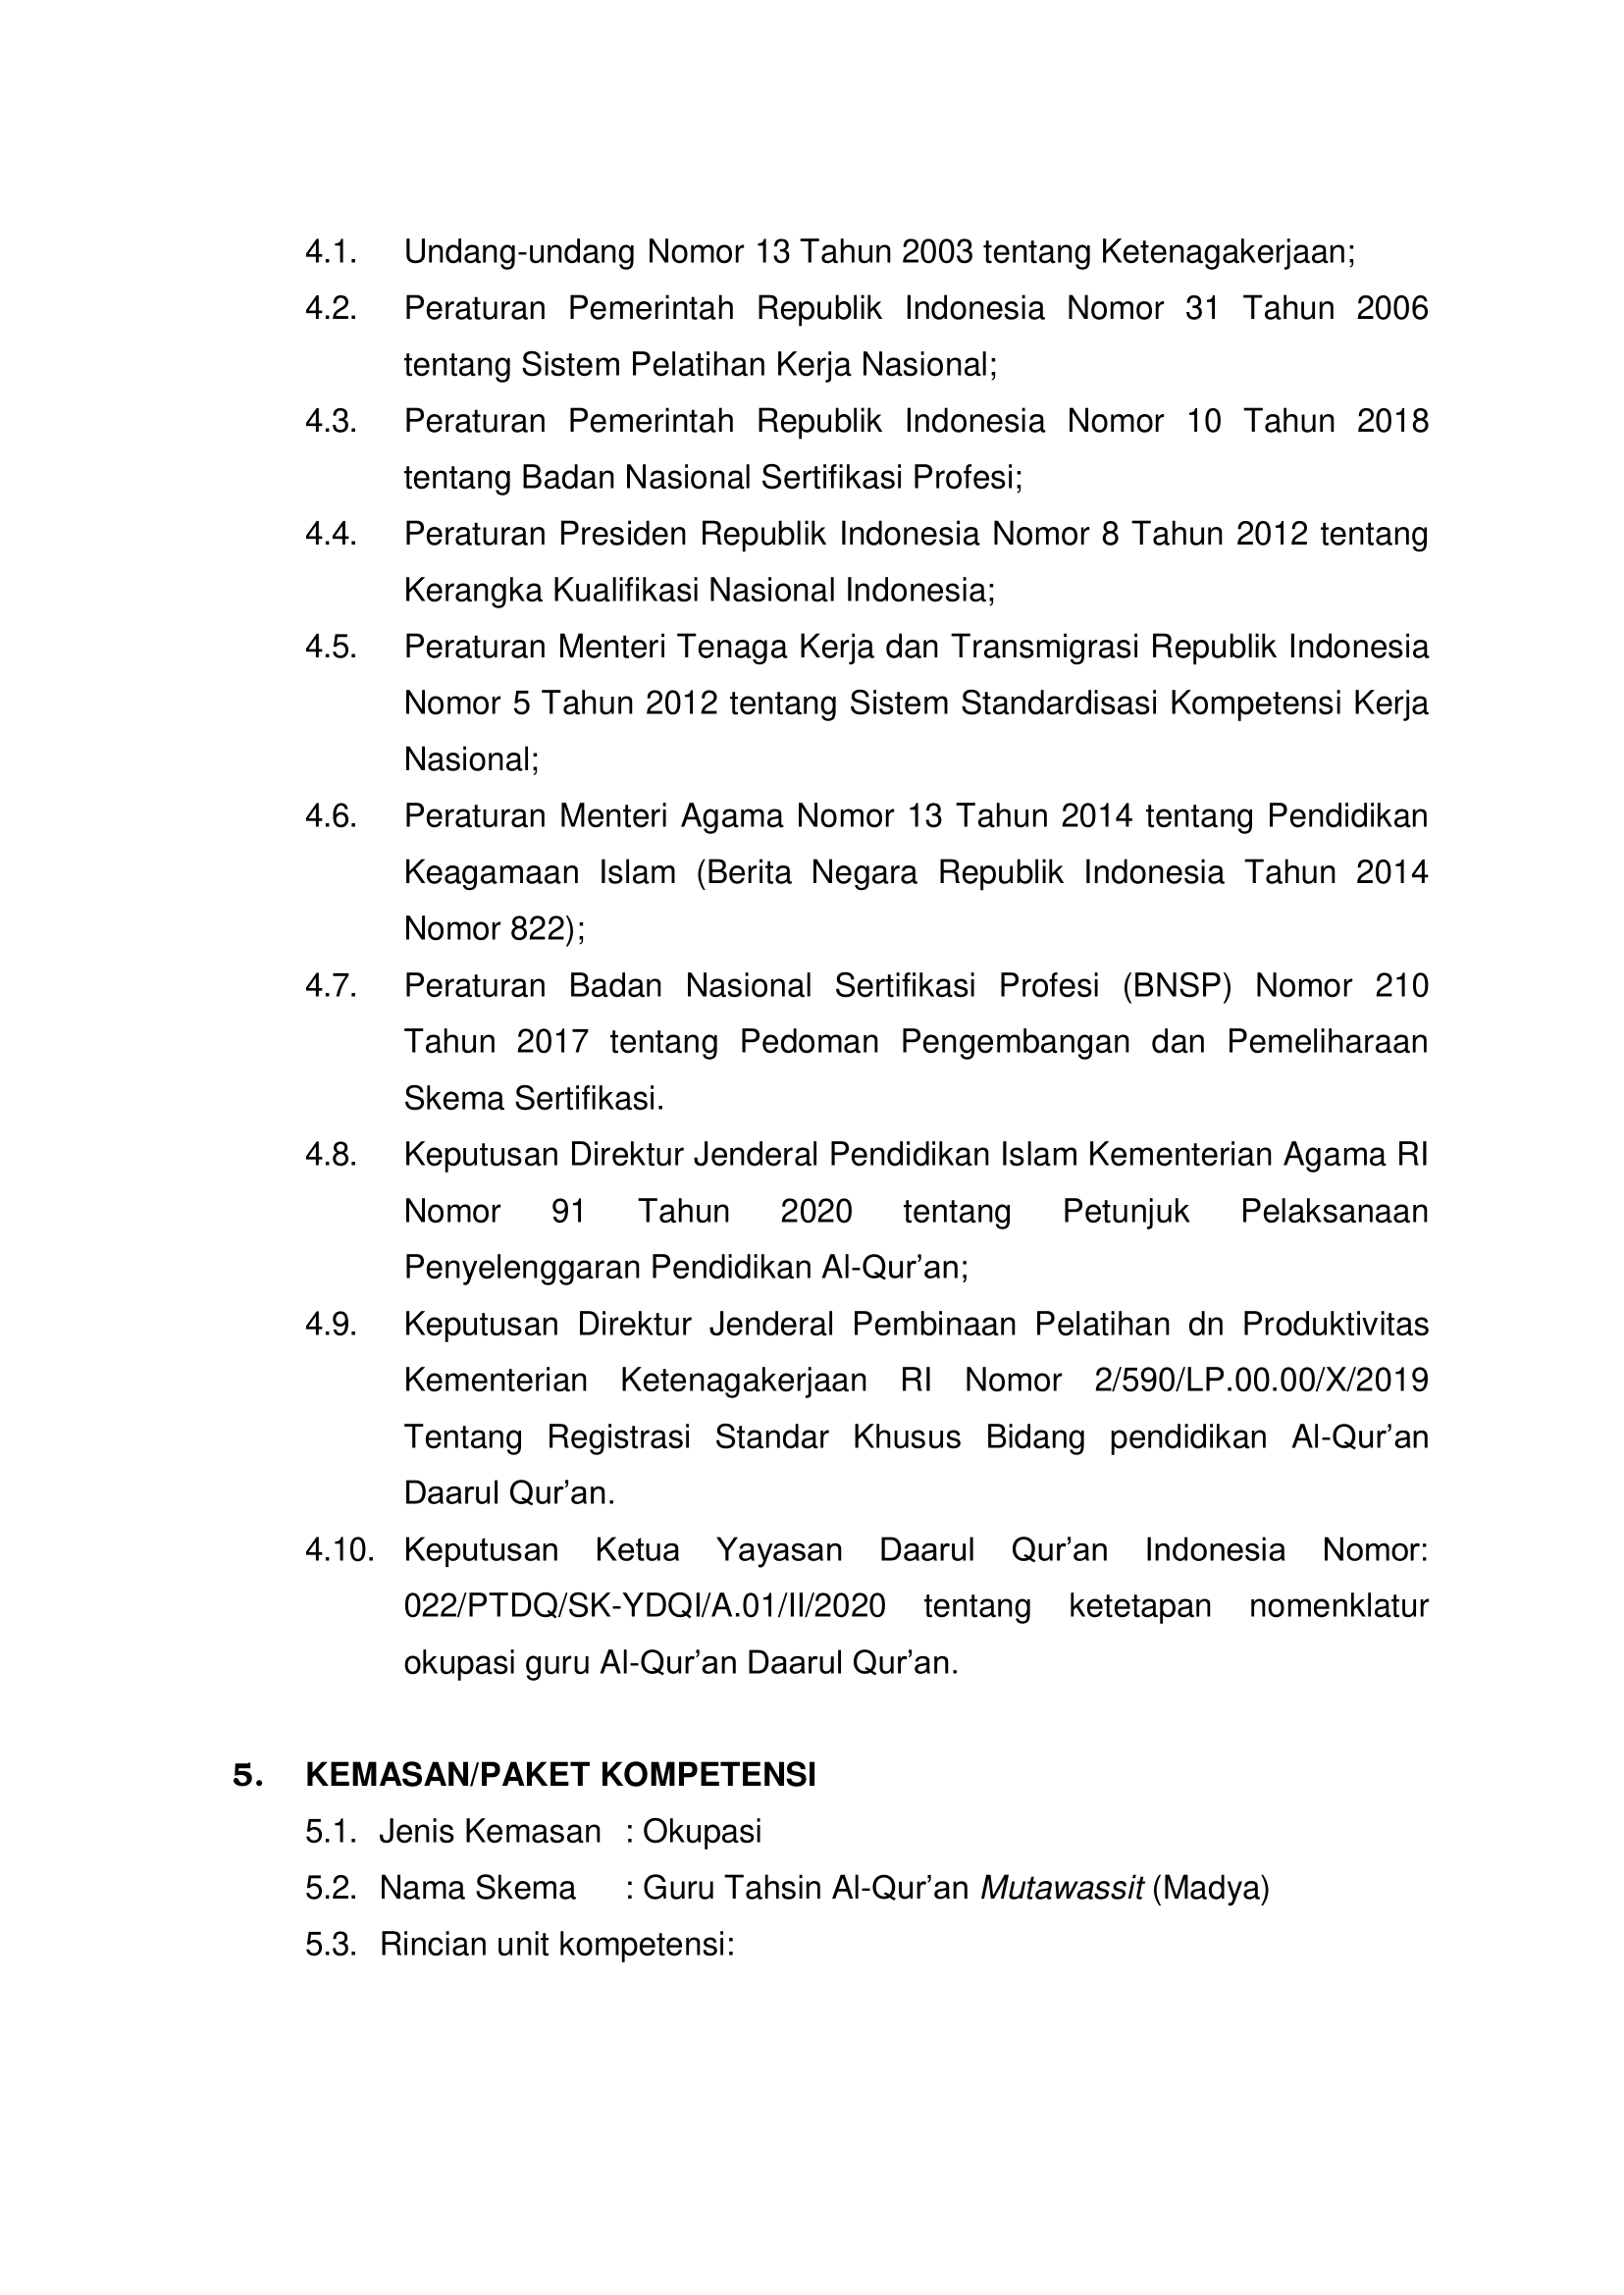 4.1. Undang-undang Nomor 13 Tahun 2003 tentang Ketenagakerjaan;
4.2. Peraturan Pemerintah Republik Indonesia Nomor 31 Tahun 2006
tentang Sistem Pelatihan Kerja Nasional;
4.3. Peraturan Pemerintah Republik Indonesia Nomor 10 Tahun 2018
tentang Badan Nasional Sertifikasi Profesi;
4.4. Peraturan Presiden Republik Indonesia Nomor 8 Tahun 2012 tentang
Kerangka Kualifikasi Nasional Indonesia;
4.5. Peraturan Menteri Tenaga Kerja dan Transmigrasi Republik Indonesia
Nomor 5 Tahun 2012 tentang Sistem Standardisasi Kompetensi Kerja
Nasional;
4.6. Peraturan Menteri Agama Nomor 13 Tahun 2014 tentang Pendidikan
Keagamaan Islam (Berita Negara Republik Indonesia Tahun 2014
Nomor 822);
4.7. Peraturan Badan Nasional Sertifikasi Profesi (BNSP) Nomor 210
Tahun 2017 tentang Pedoman Pengembangan dan Pemeliharaan
Skema Sertifikasi.
4.8. Keputusan Direktur Jenderal Pendidikan Islam Kementerian Agama RI
Nomor 91 Tahun 2020 tentang Petunjuk Pelaksanaan
Penyelenggaran Pendidikan Al-Qur’an;
4.9. Keputusan Direktur Jenderal Pembinaan Pelatihan dn Produktivitas
Kementerian Ketenagakerjaan RI Nomor 2/590/LP.00.00/X/2019
Tentang Registrasi Standar Khusus Bidang pendidikan Al-Qur’an
Daarul Qur’an.
4.10. Keputusan Ketua Yayasan Daarul Qur’an Indonesia Nomor:
022/PTDQ/SK-YDQI/A.01/II/2020 tentang ketetapan nomenklatur
okupasi guru Al-Qur’an Daarul Qur’an.
5. KEMASAN/PAKET KOMPETENSI
5.1. Jenis Kemasan : Okupasi
5.2. Nama Skema : Guru Tahsin Al-Qur’an Mutawassit (Madya)
5.3. Rincian unit kompetensi: